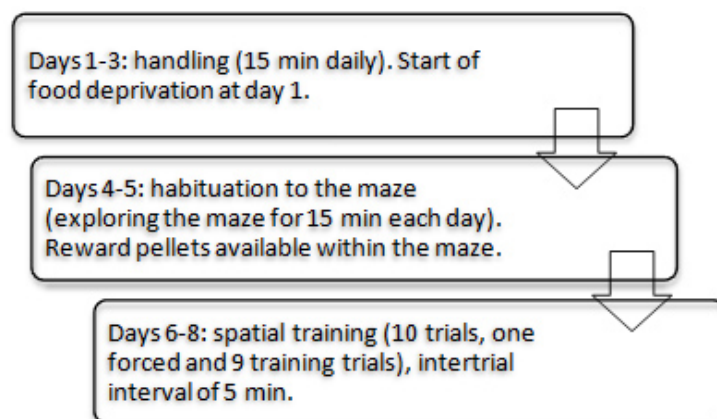 Days 1-3: handling (15 min daily). Start of
food deprivation at day 1.
Days 4-5: habituation to the maze
(exploring the maze for 15 min each day).
Reward pellets available within the maze.
Days 6-8: spatial training (10 trials, one
forced and 9 training trials), intertrial
interval of 5 min.